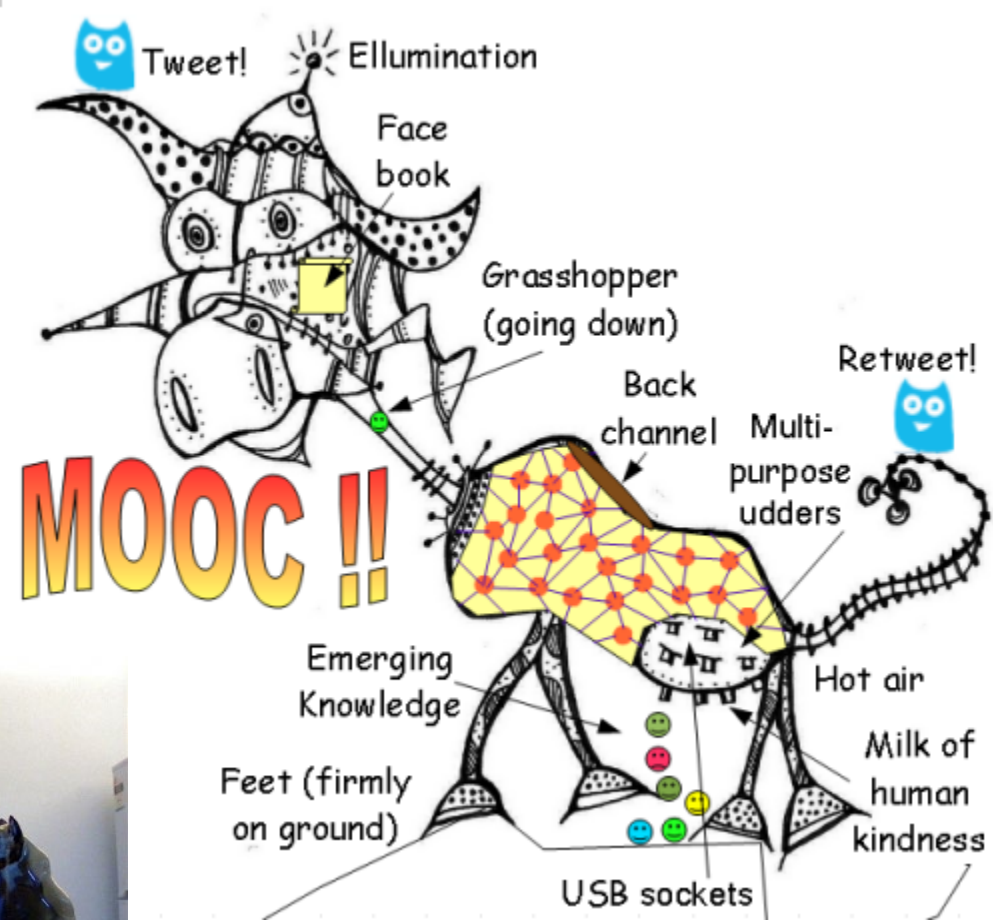 Tweet!
Ellumination
Face
book
Grasshopper
(going down)
Retweet!
Back
channel
Multi-
purpose
udders
MOOC !!
Emerging
Knowledge
Hot air
Feet (firmly
on ground)
Milk of
human
kindness
USB sockets